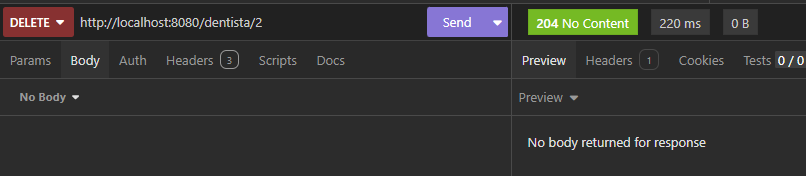 DELETE http://localhost:8080/dentista/2 Send 204 No Content 220 ms 0 B
Params Body Auth Headers 3 Scripts Docs Preview Headers 1 Cookies Tests 0 / 0
No Body Preview
No body returned for response